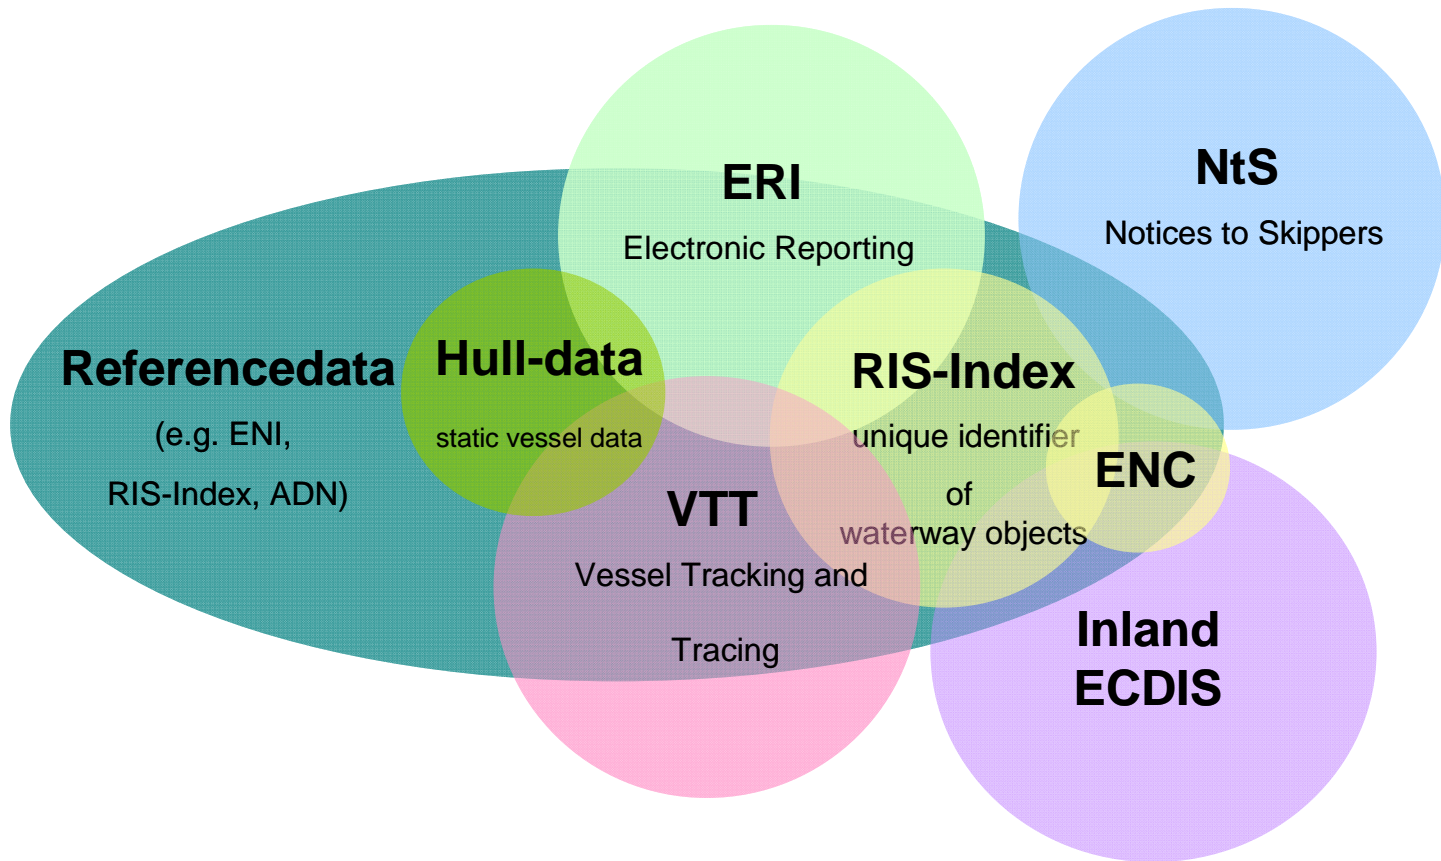 ERI
Electronic Reporting
NtS
Notices to Skippers
Referencedata
(e.g. ENI,
RIS-Index, ADN)
Hull-data
static vessel data
RIS-Index
unique identifier
of
waterway objects
ENC
VTT
Vessel Tracking and
Tracing
Inland
ECDIS